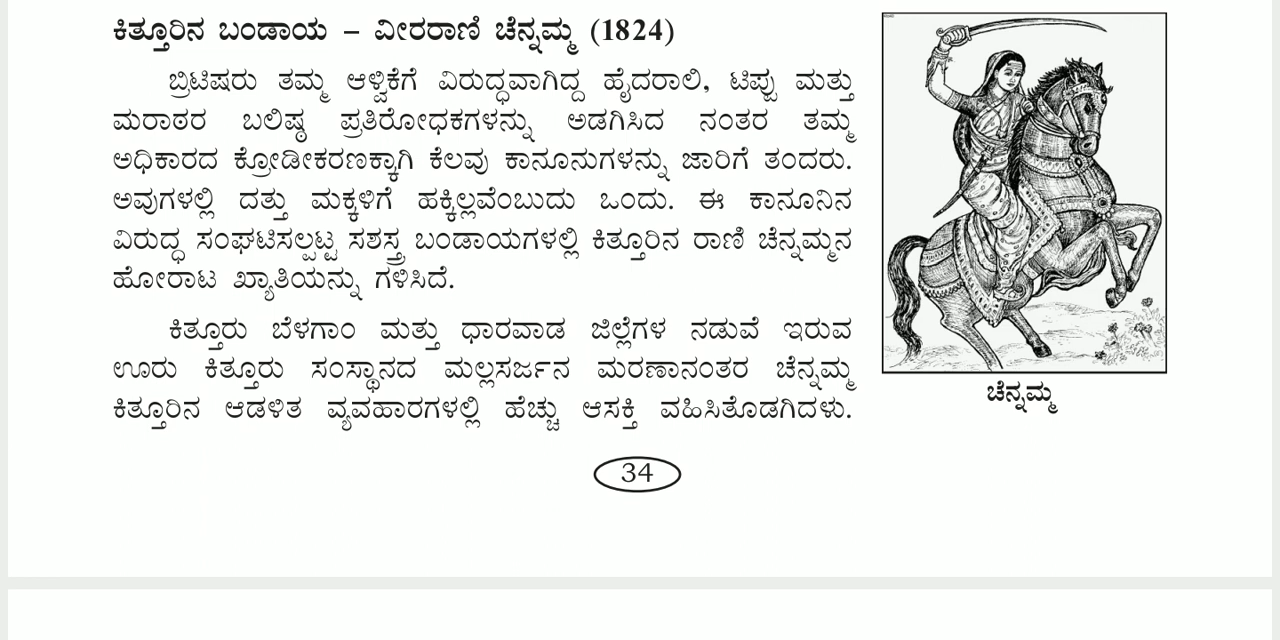 ಕಿತ್ತೂರಿನ ಬಂಡಾಯ – ವೀರರಾಣಿ ಚೆನ್ನಮ್ಮ (1824)
ಬ್ರಿಟಿಷರು ತಮ್ಮ ಆಳ್ವಿಕೆಗೆ ವಿರುದ್ಧವಾಗಿದ್ದ ಹೈದರಾಲಿ, ಟಿಪ್ಪು ಮತ್ತು
ಮರಾಠರ ಬಲಿಷ್ಠ ಪ್ರತಿರೋಧಕಗಳನ್ನು ಅಡಗಿಸಿದ ನಂತರ ತಮ್ಮ
ಅಧಿಕಾರದ ಕ್ರೋಡೀಕರಣಕ್ಕಾಗಿ ಕೆಲವು ಕಾನೂನುಗಳನ್ನು ಜಾರಿಗೆ ತಂದರು.
ಅವುಗಳಲ್ಲಿ ದತ್ತು ಮಕ್ಕಳಿಗೆ ಹಕ್ಕಿಲ್ಲವೆಂಬುದು ಒಂದು. ಈ ಕಾನೂನಿನ
ವಿರುದ್ಧ ಸಂಘಟಿಸಲ್ಪಟ್ಟ ಸಶಸ್ತ್ರ ಬಂಡಾಯಗಳಲ್ಲಿ ಕಿತ್ತೂರಿನ ರಾಣಿ ಚೆನ್ನಮ್ಮನ
ಹೋರಾಟ ಖ್ಯಾತಿಯನ್ನು ಗಳಿಸಿದೆ.
ಕಿತ್ತೂರು ಬೆಳಗಾಂ ಮತ್ತು ಧಾರವಾಡ ಜಿಲ್ಲೆಗಳ ನಡುವೆ ಇರುವ
ಊರು ಕಿತ್ತೂರು ಸಂಸ್ಥಾನದ ಮಲ್ಲಸರ್ಜನ ಮರಣಾನಂತರ ಚೆನ್ನಮ್ಮ
ಕಿತ್ತೂರಿನ ಆಡಳಿತ ವ್ಯವಹಾರಗಳಲ್ಲಿ ಹೆಚ್ಚು ಆಸಕ್ತಿ ವಹಿಸಿತೊಡಗಿದಳು.
ಚೆನ್ನಮ್ಮ
34